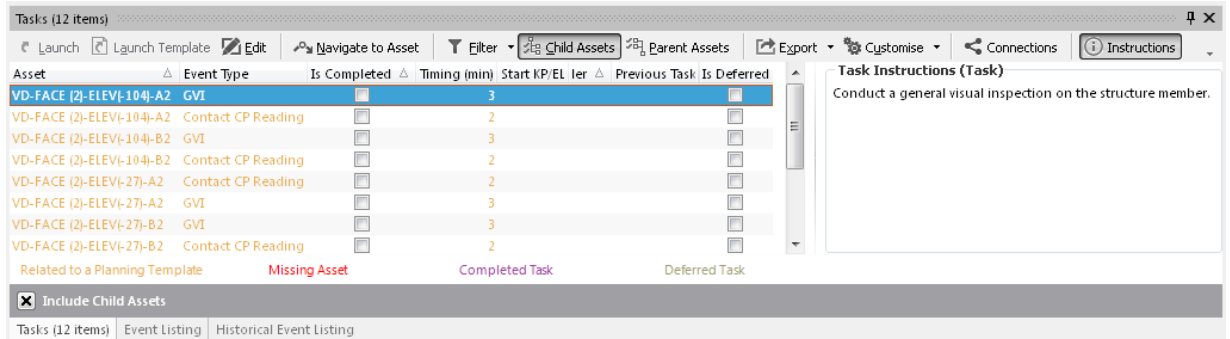 Tasks (12 items)
Launch Launch Template Edit Navigate to Asset Filter Child Assets Parent Assets Export Customise Connections Instructions
Asset Event Type Is Completed Timing (min) Start KP/EL ler Previous Task Is Deferred
VD-FACE (2)-ELEV(-104)-A2 GVI 3
VD-FACE (2)-ELEV(-104)-A2 Contact CP Reading 2
VD-FACE (2)-ELEV(-104)-B2 GVI 3
VD-FACE (2)-ELEV(-104)-B2 Contact CP Reading 2
VD-FACE (2)-ELEV(-27)-A2 Contact CP Reading 2
VD-FACE (2)-ELEV(-27)-A2 GVI 3
VD-FACE (2)-ELEV(-27)-B2 GVI 3
VD-FACE (2)-ELEV(-27)-B2 Contact CP Reading 2
Task Instructions (Task)
Conduct a general visual inspection on the structure member.
Related to a Planning Template Missing Asset Completed Task Deferred Task
Include Child Assets
Tasks (12 items) Event Listing Historical Event Listing